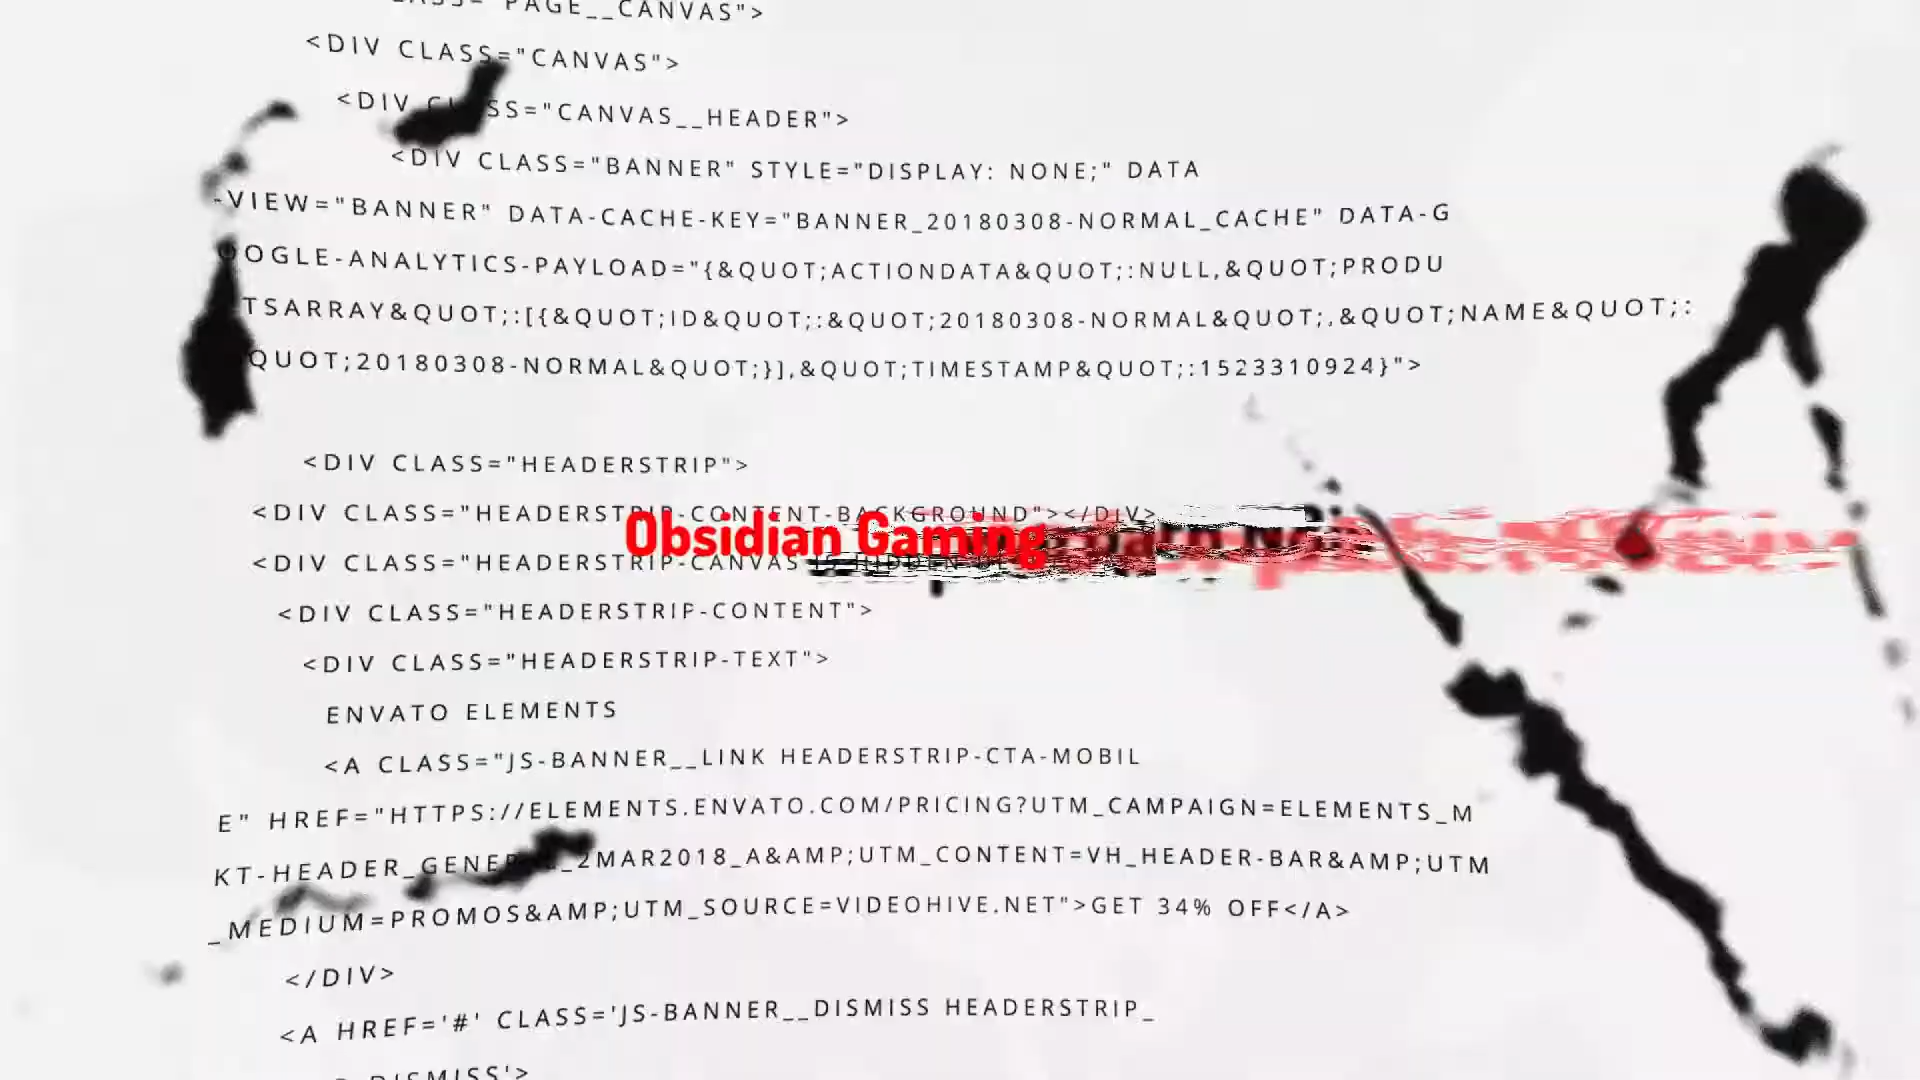 PAGE__CANVAS">
<DIV CLASS="CANVAS">
<DIV CLASS="CANVAS__HEADER">
<DIV CLASS="BANNER" STYLE="DISPLAY: NONE;" DATA
-VIEW="BANNER" DATA-CACHE-KEY="BANNER_20180308-NORMAL_CACHE" DATA-G
OOGLE-ANALYTICS-PAYLOAD="{&QUOT;ACTIONDATA&QUOT;:NULL,&QUOT;PRODU
TSARRAY&QUOT;:[{&QUOT;ID&QUOT;:&QUOT;20180308-NORMAL&QUOT;,&QUOT;NAME&QUOT;:
QUOT;20180308-NORMAL&QUOT;}],&QUOT;TIMESTAMP&QUOT;:1523310924}">
<DIV CLASS="HEADERSTRIP">
<DIV CLASS="HEADERSTRIP-CONTENT-BACKGROUND"></DIV>
Obsidian Gaming
<DIV CLASS="HEADERSTRIP-CANVAS IS-HIDDEN
<DIV CLASS="HEADERSTRIP-CONTENT">
<DIV CLASS="HEADERSTRIP-TEXT">
ENVATO ELEMENTS
<A CLASS="JS-BANNER__LINK HEADERSTRIP-CTA-MOBIL
E" HREF="HTTPS://ELEMENTS.ENVATO.COM/PRICING?UTM_CAMPAIGN=ELEMENTS_M
KT-HEADER_GENERAL_2MAR2018_A&AMP;UTM_CONTENT=VH_HEADER-BAR&AMP;UTM
_MEDIUM=PROMOS&AMP;UTM_SOURCE=VIDEOHIVE.NET">GET 34% OFF</A>
</DIV>
<A HREF='#' CLASS='JS-BANNER__DISMISS HEADERSTRIP_
DISMISS'>